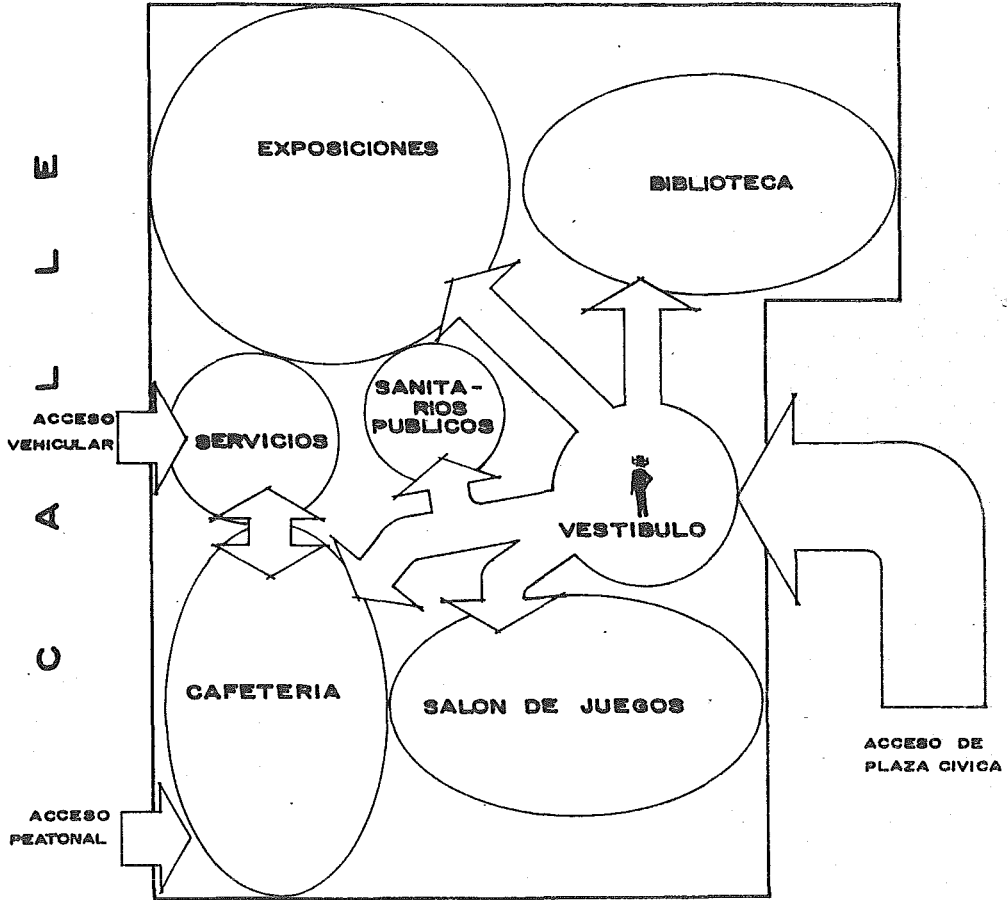 EXPOSICIONES
BIBLIOTECA
CALLE
ACCESO
VEHICULAR
SERVICIOS
SANITA-
RIOS
PUBLICOS
VESTIBULO
CAFETERIA
SALON DE JUEGOS
ACCESO DE
PLAZA CIVICA
ACCESO
PEATONAL